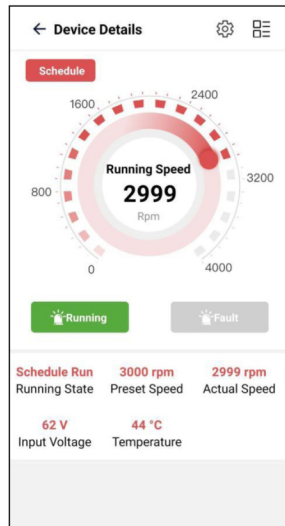 Device Details
Schedule
1600
2400
800
3200
Running Speed
2999
Rpm
0
4000
Running
Fault
Schedule Run
3000 rpm
2999 rpm
Running State
Preset Speed
Actual Speed
62 V
44 °C
Input Voltage
Temperature